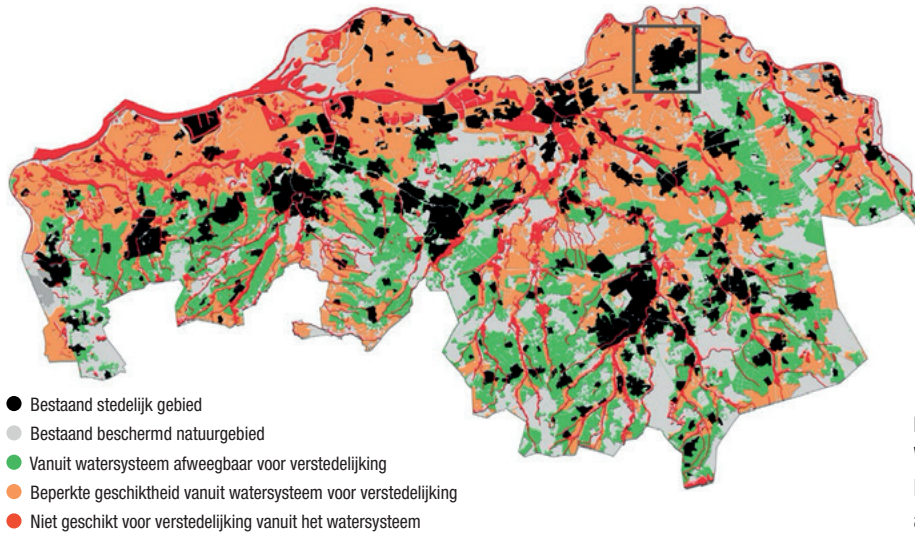 Bestaand stedelijk gebied
Bestaand beschermd natuurgebied
Vanuit watersysteem afweegbaar voor verstedelijking
Beperkte geschiktheid vanuit watersysteem voor verstedelijking
Niet geschikt voor verstedelijking vanuit het watersysteem